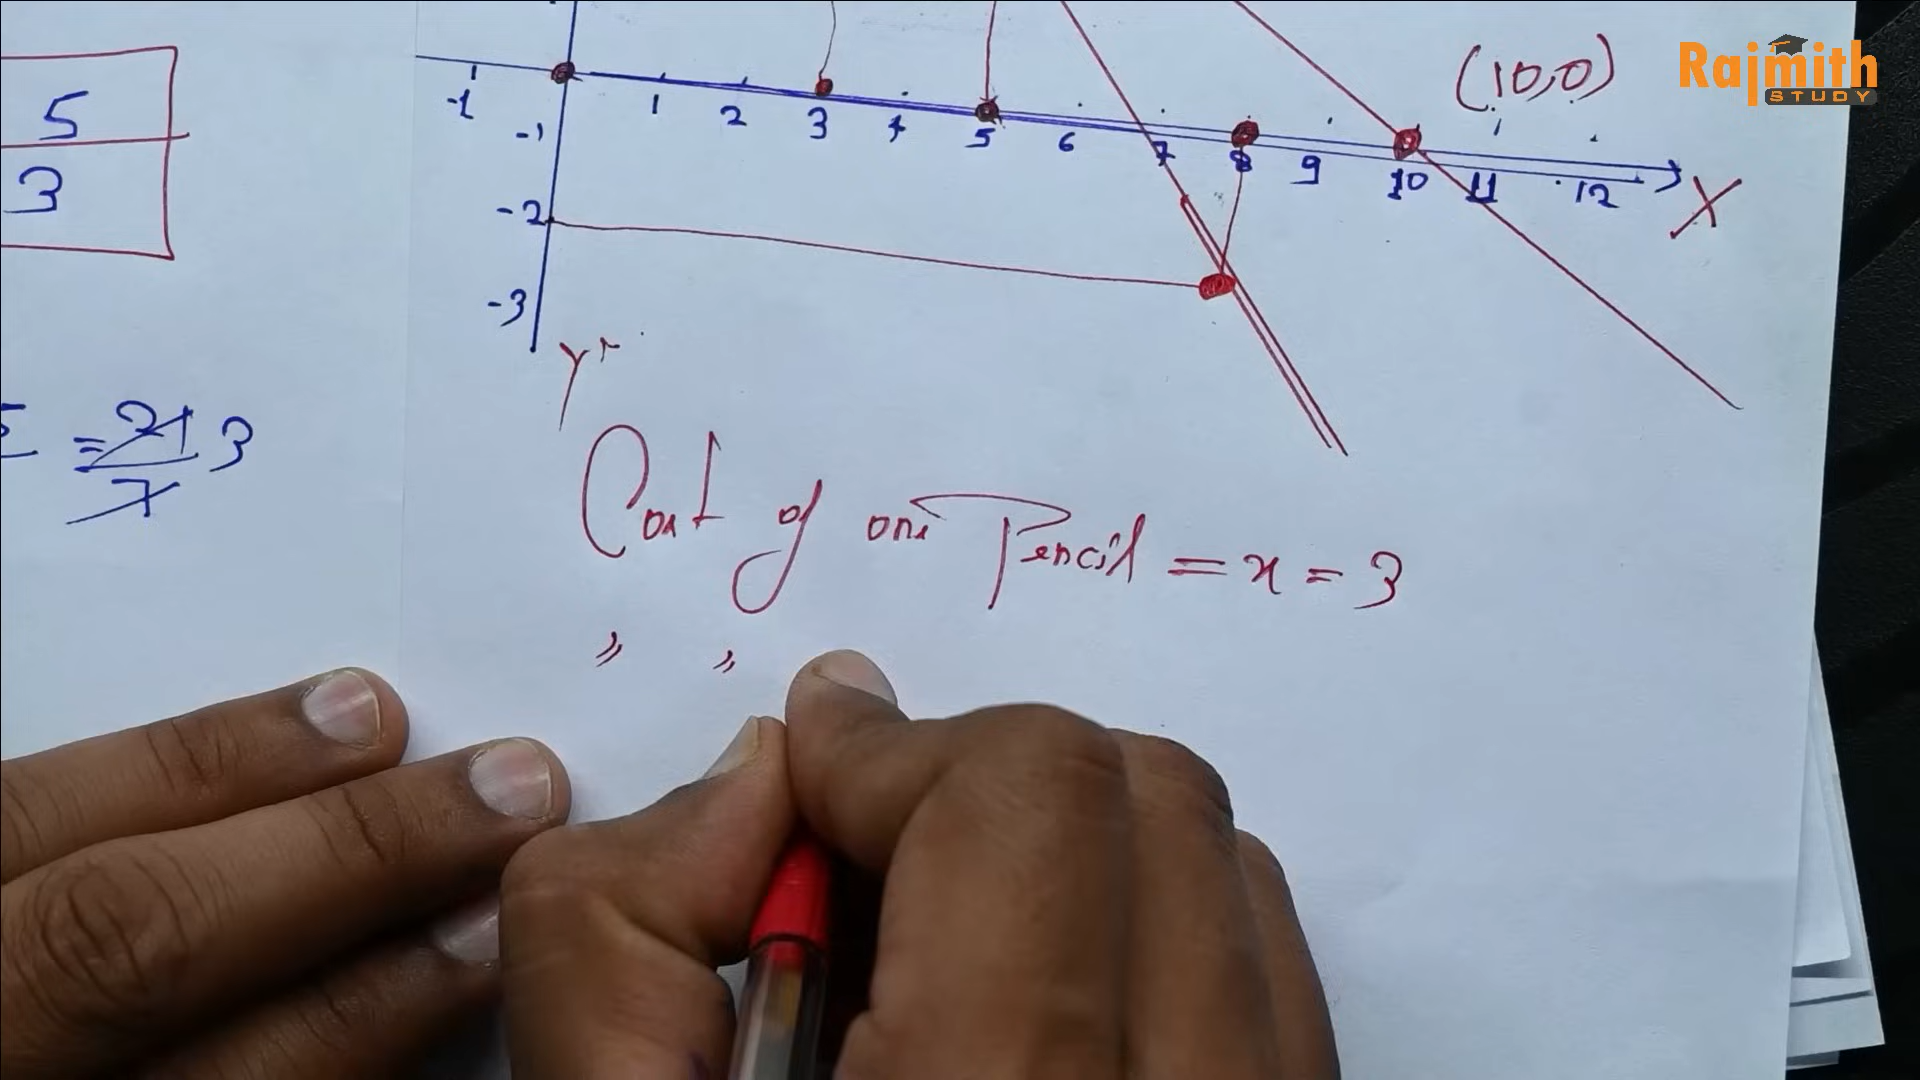 (10,0)
Rajmith
STUDY
5
3
-1 1 2 3 4 5 6 7 8 9 10 11 12 X
-1
-2
-3
Y'
= 21 3
7
Cost of one Pencil = x = 3
" "